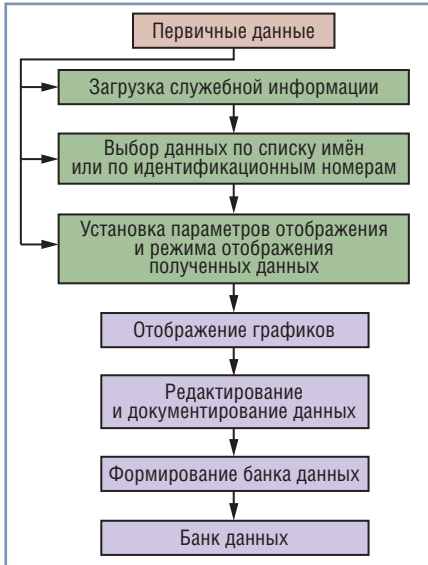 Первичные данные
Загрузка служебной информации
Выбор данных по списку имён
или по идентификационным номерам
Установка параметров отображения
и режима отображения
полученных данных
Отображение графиков
Редактирование
и документирование данных
Формирование банка данных
Банк данных